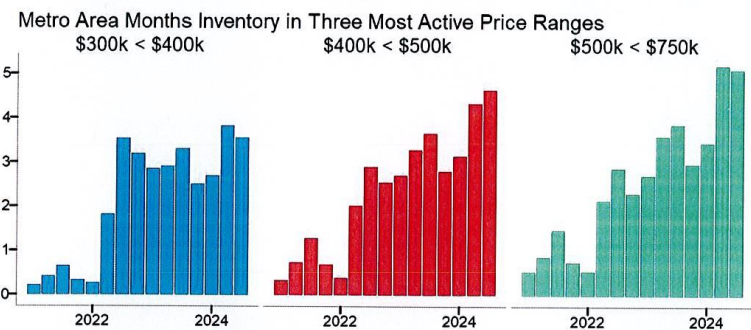 Metro Area Months Inventory in Three Most Active Price Ranges
$300k < $400k $400k < $500k $500k < $750k
5
4
3
2
1
0
2022 2024 2022 2024 2022 2024